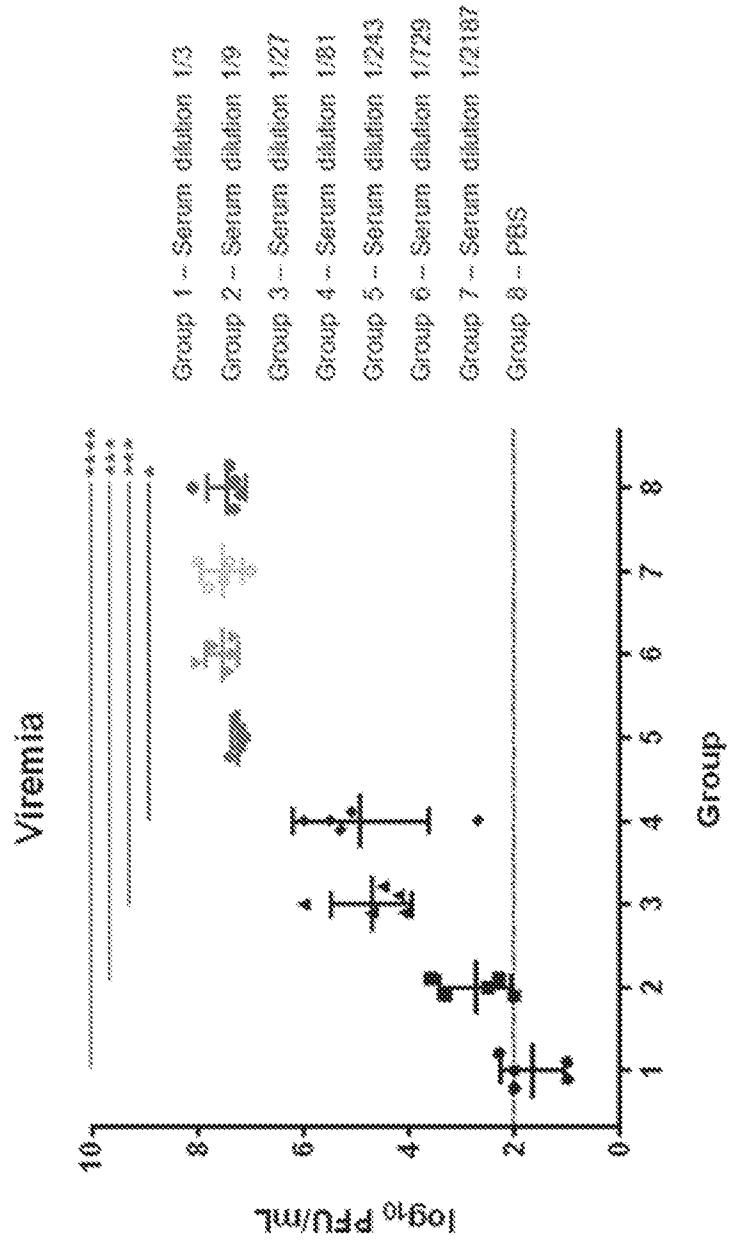 Viremia
****
***
***
*
log10 PFU/mL
10
8
6
4
2
0
1 2 3 4 5 6 7 8
Group
Group 1 -- Serum dilution 1/3
Group 2 -- Serum dilution 1/9
Group 3 -- Serum dilution 1/27
Group 4 -- Serum dilution 1/81
Group 5 -- Serum dilution 1/243
Group 6 -- Serum dilution 1/729
Group 7 -- Serum dilution 1/2187
Group 8 -- PBS